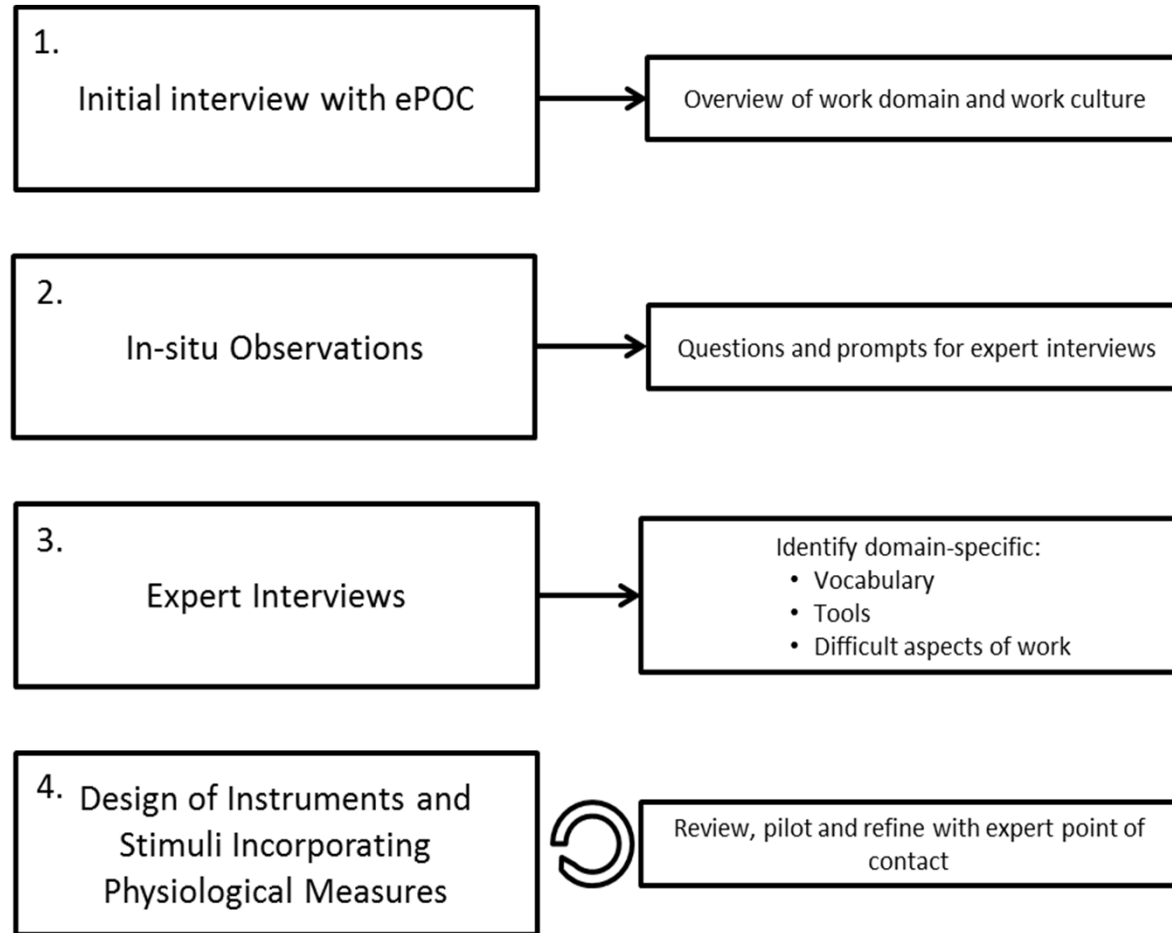 1.
Initial interview with ePOC
Overview of work domain and work culture
2.
In-situ Observations
Questions and prompts for expert interviews
3.
Expert Interviews
Identify domain-specific:
• Vocabulary
• Tools
• Difficult aspects of work
4. Design of Instruments and
Stimuli Incorporating
Physiological Measures
Review, pilot and refine with expert point of
contact